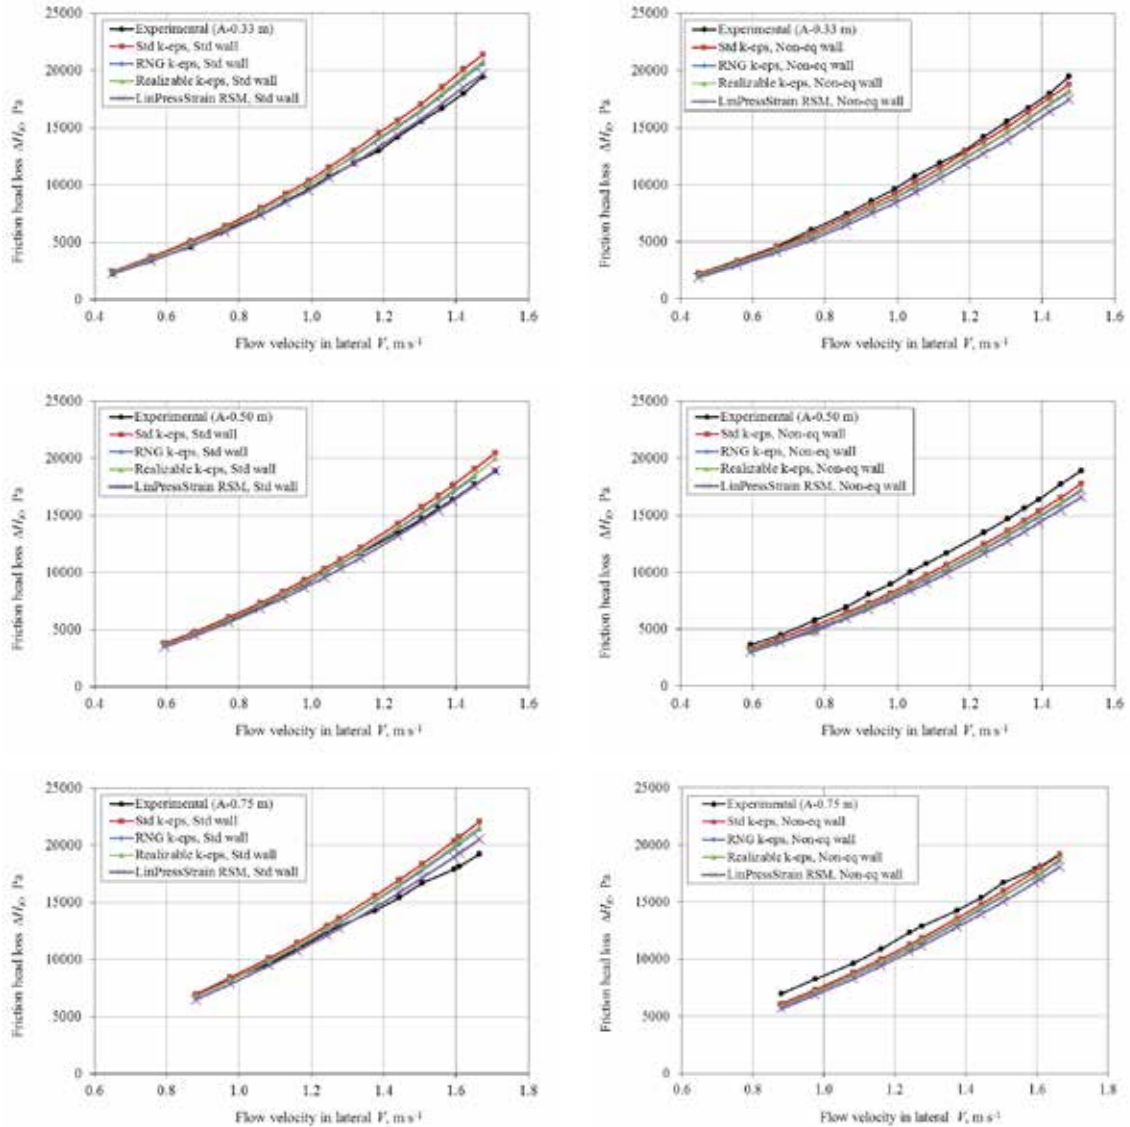 Friction head loss ΔH, Pa
25000
20000
15000
10000
5000
0
Experimental (A-0.33 m)
Std k-eps, Std wall
RNG k-eps, Std wall
Realizable k-eps, Std wall
LinPressStrain RSM, Std wall
0.4 0.6 0.8 1.0 1.2 1.4 1.6
Flow velocity in lateral V, m s-1
Friction head loss ΔH, Pa
25000
20000
15000
10000
5000
0
Experimental (A-0.33 m)
Std k-eps, Non-eq wall
RNG k-eps, Non-eq wall
Realizable k-eps, Non-eq wall
LinPressStrain RSM, Non-eq wall
0.4 0.6 0.8 1.0 1.2 1.4 1.6
Flow velocity in lateral V, m s-1
Friction head loss ΔH, Pa
25000
20000
15000
10000
5000
0
Experimental (A-0.50 m)
Std k-eps, Std wall
RNG k-eps, Std wall
Realizable k-eps, Std wall
LinPressStrain RSM, Std wall
0.4 0.6 0.8 1.0 1.2 1.4 1.6
Flow velocity in lateral V, m s-1
Friction head loss ΔH, Pa
25000
20000
15000
10000
5000
0
Experimental (A-0.50 m)
Std k-eps, Non-eq wall
RNG k-eps, Non-eq wall
Realizable k-eps, Non-eq wall
LinPressStrain RSM, Non-eq wall
0.4 0.6 0.8 1.0 1.2 1.4 1.6
Flow velocity in lateral V, m s-1
Friction head loss ΔH, Pa
25000
20000
15000
10000
5000
0
Experimental (A-0.75 m)
Std k-eps, Std wall
RNG k-eps, Std wall
Realizable k-eps, Std wall
LinPressStrain RSM, Std wall
0.6 0.8 1.0 1.2 1.4 1.6 1.8
Flow velocity in lateral V, m s-1
Friction head loss ΔH, Pa
25000
20000
15000
10000
5000
0
Experimental (A-0.75 m)
Std k-eps, Non-eq wall
RNG k-eps, Non-eq wall
Realizable k-eps, Non-eq wall
LinPressStrain RSM, Non-eq wall
0.6 0.8 1.0 1.2 1.4 1.6 1.8
Flow velocity in lateral V, m s-1